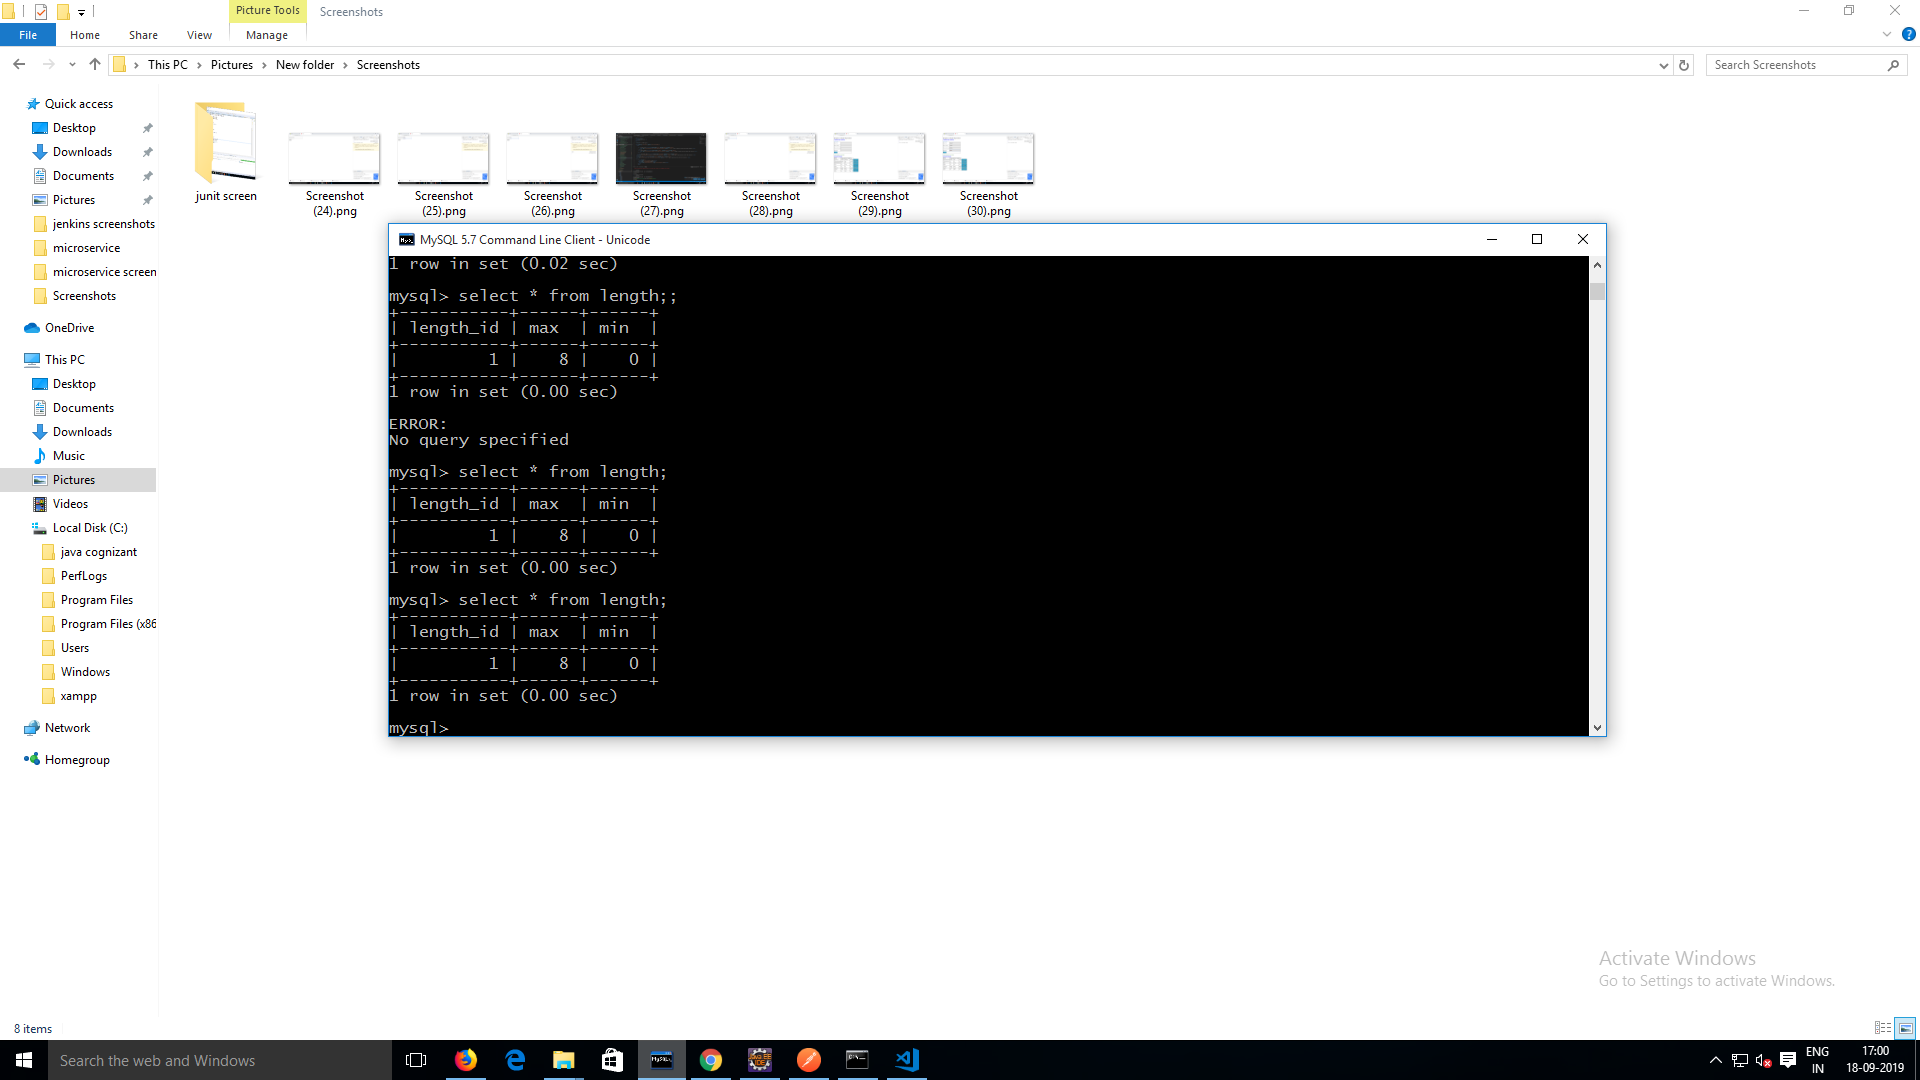 Picture Tools
Screenshots
File
Home
Share
View
Manage
This PC
Pictures
New folder
Screenshots
Search Screenshots
Quick access
Desktop
Downloads
Documents
Pictures
jenkins screenshots
microservice
microservice screen
Screenshots
OneDrive
This PC
Desktop
Documents
Downloads
Music
Pictures
Videos
Local Disk (C:)
java cognizant
PerfLogs
Program Files
Program Files (x86
Users
Windows
xampp
Network
Homegroup
junit screen
Screenshot (24).png
Screenshot (25).png
Screenshot (26).png
Screenshot (27).png
Screenshot (28).png
Screenshot (29).png
Screenshot (30).png
MySQL 5.7 Command Line Client - Unicode
1 row in set (0.02 sec)
mysql> select * from length;;
+-----------+------+------+
| length_id | max  | min  |
+-----------+------+------+
|         1 |    8 |    0 |
+-----------+------+------+
1 row in set (0.00 sec)
ERROR:
No query specified
mysql> select * from length;
+-----------+------+------+
| length_id | max  | min  |
+-----------+------+------+
|         1 |    8 |    0 |
+-----------+------+------+
1 row in set (0.00 sec)
mysql> select * from length;
+-----------+------+------+
| length_id | max  | min  |
+-----------+------+------+
|         1 |    8 |    0 |
+-----------+------+------+
1 row in set (0.00 sec)
mysql>
Activate Windows
Go to Settings to activate Windows.
8 items
Search the web and Windows
ENG
IN
17:00
18-09-2019